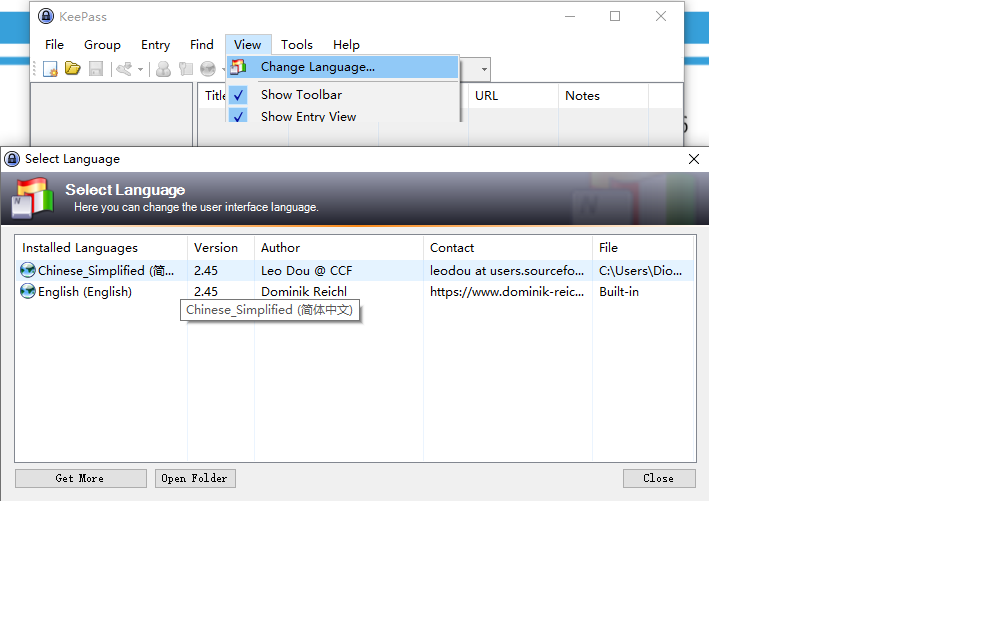 KeePass
File Group Entry Find View Tools Help
Change Language...
Title URL Notes
Show Toolbar
Show Entry View
Select Language
Select Language
Here you can change the user interface language.
Installed Languages Version Author Contact File
Chinese_Simplified (简... 2.45 Leo Dou @ CCF leodou at users.sourcefo... C:\Users\Dio...
English (English) 2.45 Dominik Reichl https://www.dominik-reic... Built-in
Chinese_Simplified (简体中文)
Get More Open Folder Close